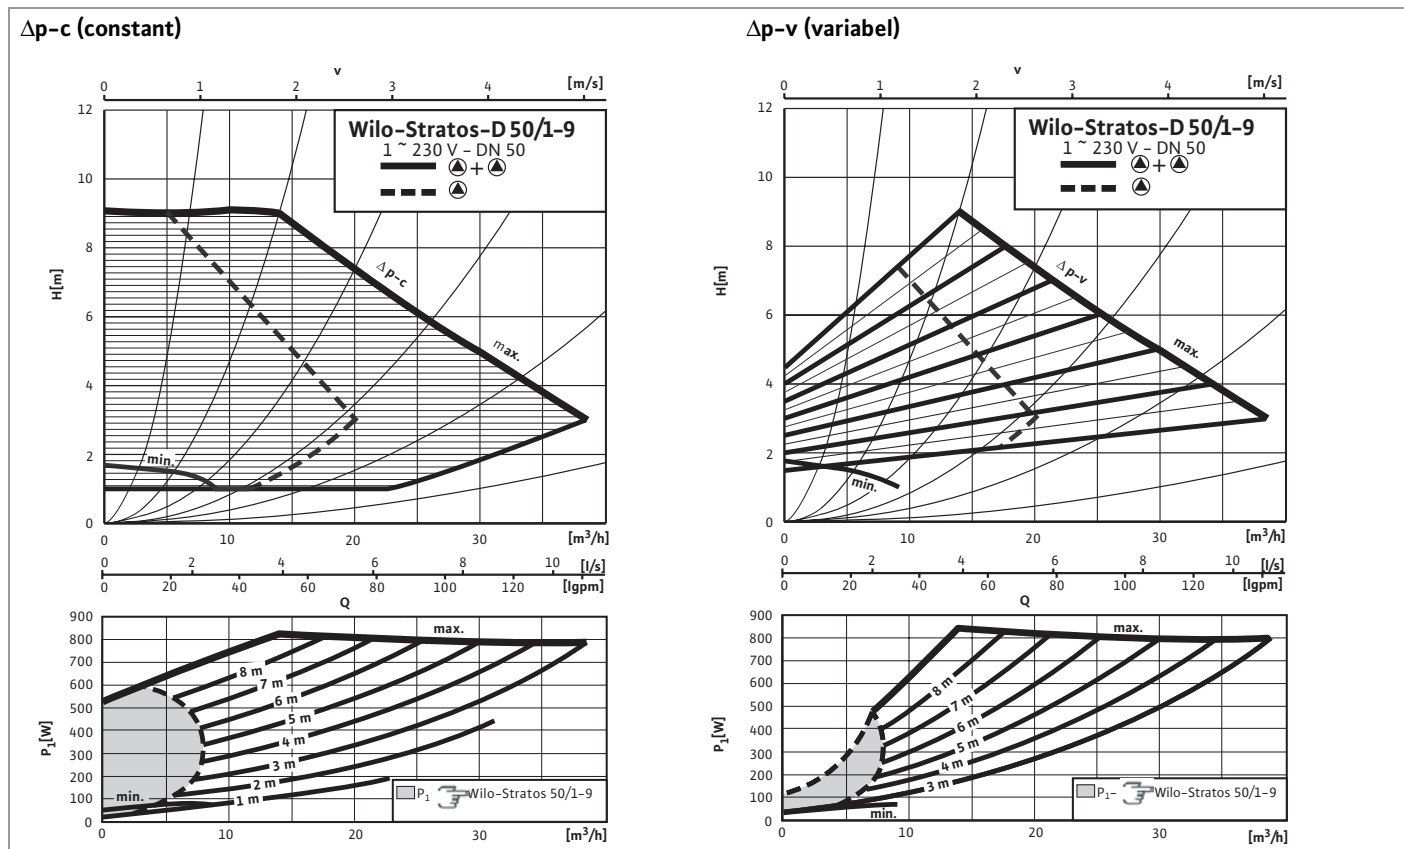 Δp-c (constant)
v
0 1 2 3 4 [m/s]
12
10
8
6
4
2
0
H[m]
Wilo-Stratos-D 50/1-9
1 ~ 230 V - DN 50
+
Δp-c
max.
min.
0 10 20 30 [m³/h]
0 2 4 6 8 10 [l/s]
0 20 40 60 80 100 120 [Igpm]
Q
900
800
700
600
500
400
300
200
100
0
P₁[W]
max.
8 m
7 m
6 m
5 m
4 m
3 m
2 m
1 m
min.
P₁ Wilo-Stratos 50/1-9
0 10 20 30 [m³/h]
Δp-v (variabel)
v
0 1 2 3 4 [m/s]
12
10
8
6
4
2
0
H[m]
Wilo-Stratos-D 50/1-9
1 ~ 230 V - DN 50
+
Δp-v
max.
min.
0 10 20 30 [m³/h]
0 2 4 6 8 10 [l/s]
0 20 40 60 80 100 120 [Igpm]
Q
900
800
700
600
500
400
300
200
100
0
P₁[W]
max.
8 m
7 m
6 m
5 m
4 m
3 m
min.
P₁- Wilo-Stratos 50/1-9
0 10 20 30 [m³/h]